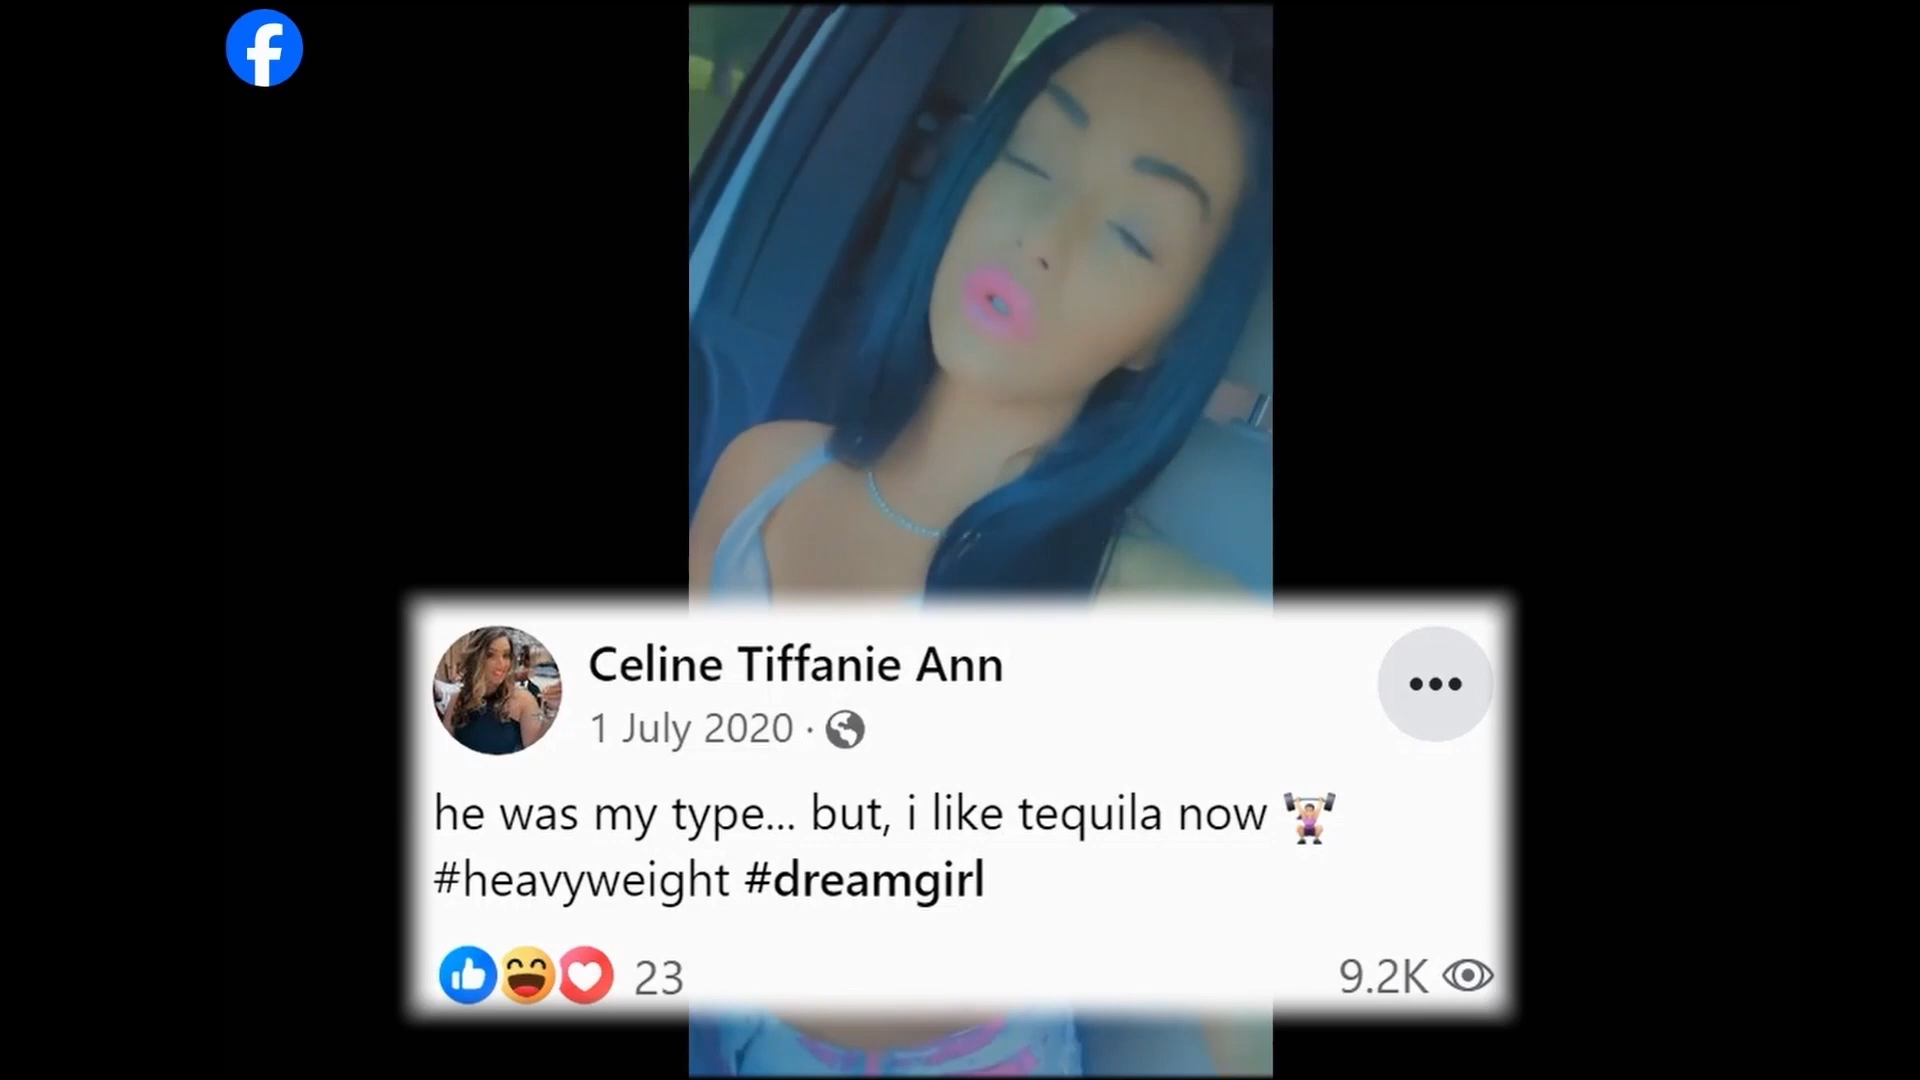 Celine Tiffanie Ann
1 July 2020 ·
he was my type... but, i like tequila now 🏋
#heavyweight #dreamgirl
23
9.2K